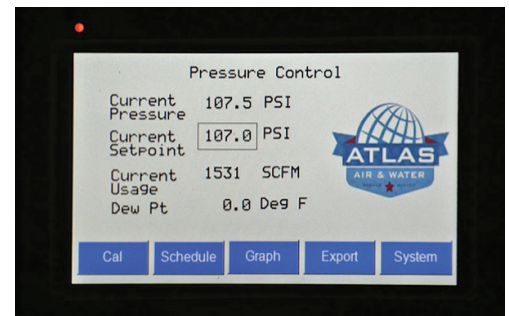 Pressure Control
Current Pressure 107.5 PSI
Current Setpoint 107.0 PSI
Current Usage 1531 SCFM
Dew Pt 0.0 Deg F
ATLAS
AIR & WATER
Cal Schedule Graph Export System